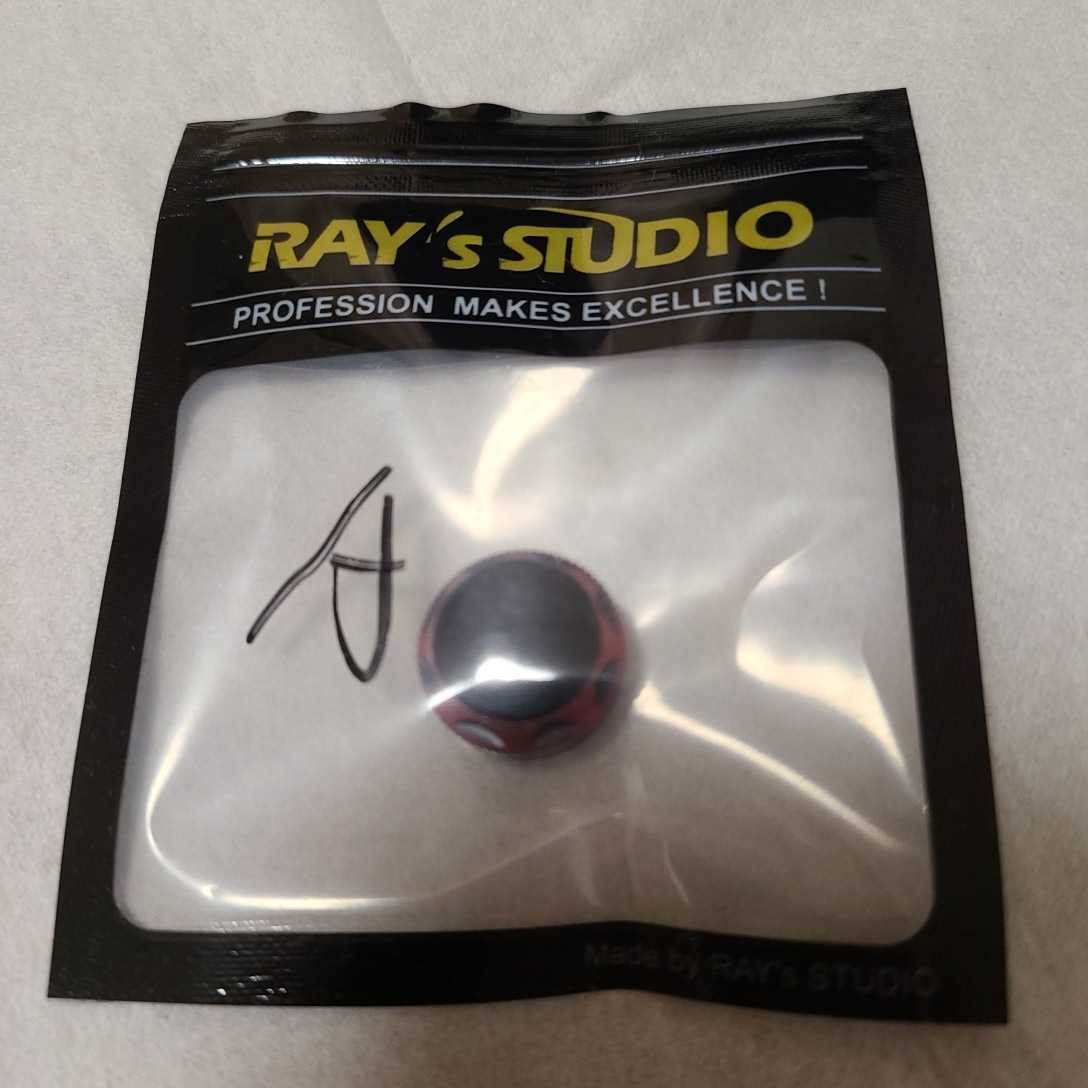 RAY's STUDIO
PROFESSION MAKES EXCELLENCE !
A
Made by RAY's STUDIO